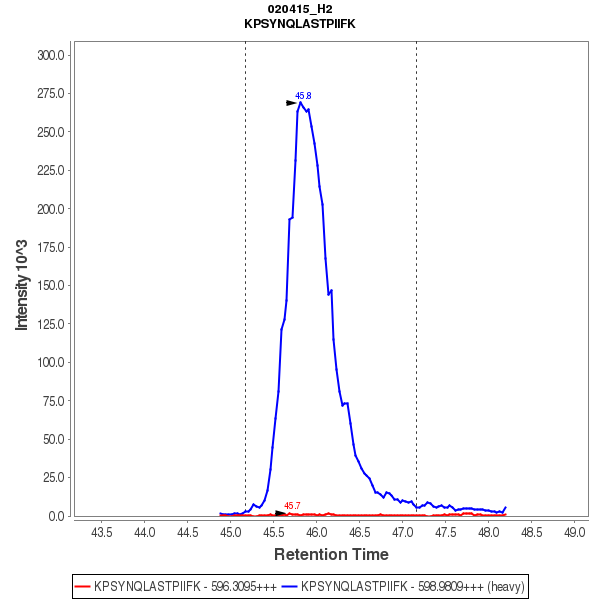 020415_H2
KPSYNQLASTPIIFK
Intensity 10^3
300.0
275.0
250.0
225.0
200.0
175.0
150.0
125.0
100.0
75.0
50.0
25.0
0.0
45.8
45.7
43.5 44.0 44.5 45.0 45.5 46.0 46.5 47.0 47.5 48.0 48.5 49.0
Retention Time
KPSYNQLASTPIIFK - 596.3095+++ KPSYNQLASTPIIFK - 598.9809+++ (heavy)